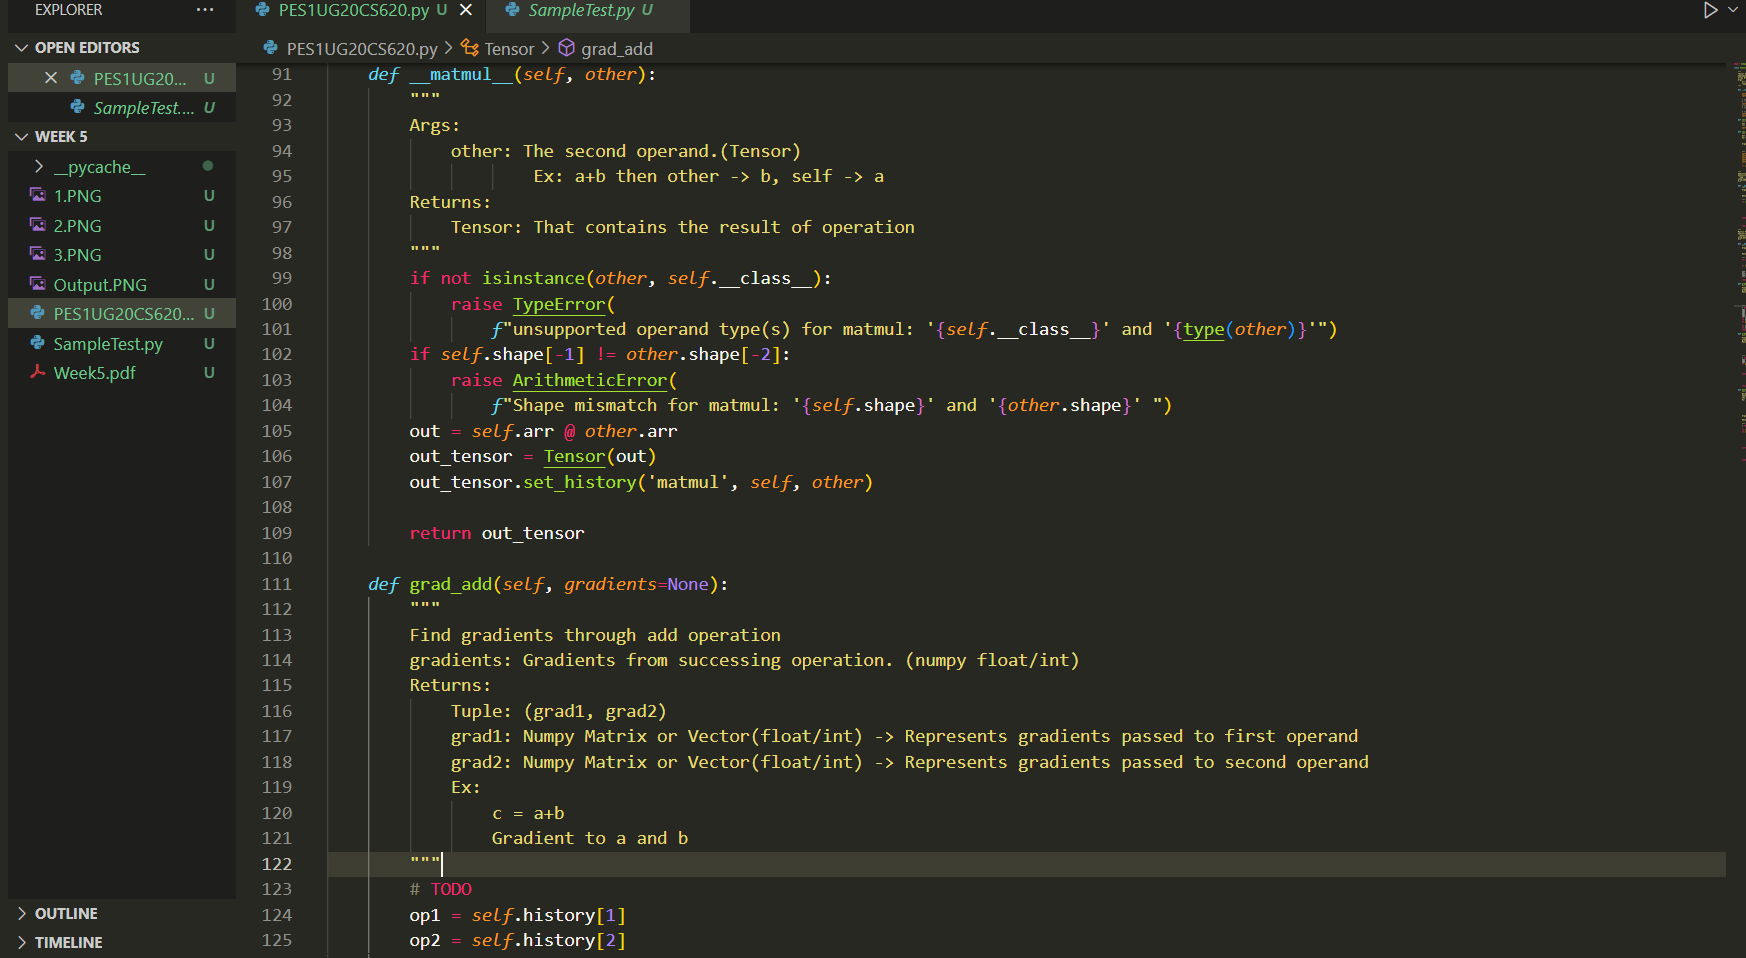 EXPLORER ...
OPEN EDITORS
PES1UG20... U
SampleTest.... U
WEEK 5
__pycache__
1.PNG U
2.PNG U
3.PNG U
Output.PNG U
PES1UG20CS620... U
SampleTest.py U
Week5.pdf U
OUTLINE
TIMELINE
PES1UG20CS620.py U SampleTest.py U
PES1UG20CS620.py > Tensor > grad_add
91 def __matmul__(self, other):
92 """
93 Args:
94 other: The second operand.(Tensor)
95 Ex: a+b then other -> b, self -> a
96 Returns:
97 Tensor: That contains the result of operation
98 """
99 if not isinstance(other, self.__class__):
100 raise TypeError(
101 f"unsupported operand type(s) for matmul: '{self.__class__}' and '{type(other)}'")
102 if self.shape[-1] != other.shape[-2]:
103 raise ArithmeticError(
104 f"Shape mismatch for matmul: '{self.shape}' and '{other.shape}' ")
105 out = self.arr @ other.arr
106 out_tensor = Tensor(out)
107 out_tensor.set_history('matmul', self, other)
108
109 return out_tensor
110
111 def grad_add(self, gradients=None):
112 """
113 Find gradients through add operation
114 gradients: Gradients from successing operation. (numpy float/int)
115 Returns:
116 Tuple: (grad1, grad2)
117 grad1: Numpy Matrix or Vector(float/int) -> Represents gradients passed to first operand
118 grad2: Numpy Matrix or Vector(float/int) -> Represents gradients passed to second operand
119 Ex:
120 c = a+b
121 Gradient to a and b
122 """
123 # TODO
124 op1 = self.history[1]
125 op2 = self.history[2]